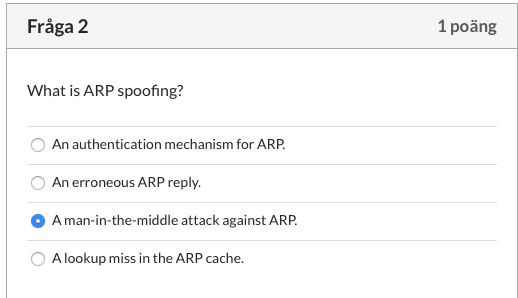 Fråga 2
1 poäng
What is ARP spoofing?
An authentication mechanism for ARP.
An erroneous ARP reply.
A man-in-the-middle attack against ARP.
A lookup miss in the ARP cache.